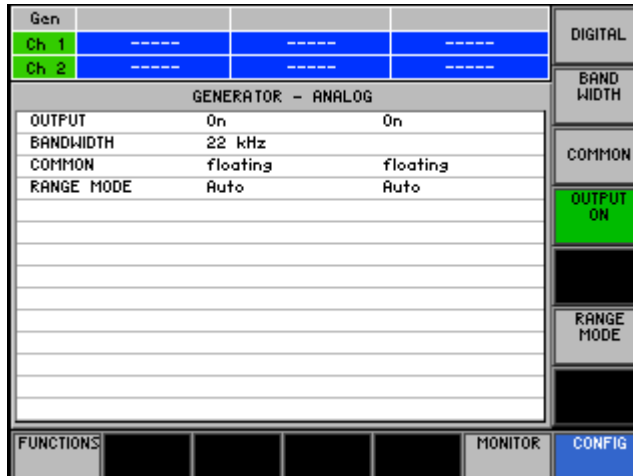 Gen
Ch 1 ----- ----- -----
Ch 2 ----- ----- -----
GENERATOR - ANALOG
OUTPUT On On
BANDWIDTH 22 kHz
COMMON floating floating
RANGE MODE Auto Auto
DIGITAL
BAND
WIDTH
COMMON
OUTPUT
ON
RANGE
MODE
FUNCTIONS MONITOR CONFIG